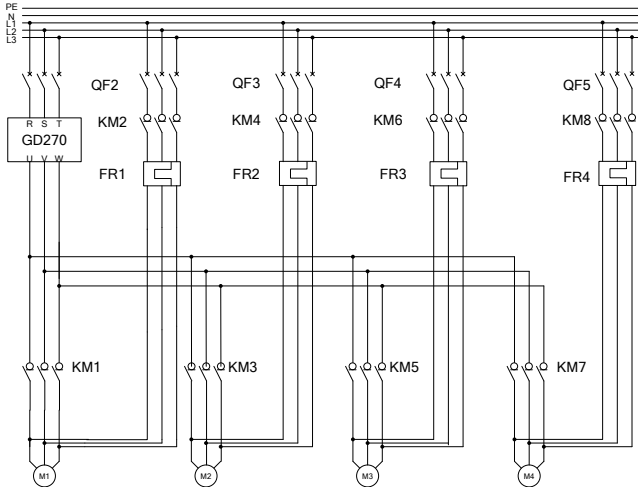 PE
N
L1
L2
L3
QF2 QF3 QF4 QF5
R S T
GD270
U V W
KM2 KM4 KM6 KM8
FR1 FR2 FR3 FR4
KM1 KM3 KM5 KM7
M1 M2 M3 M4